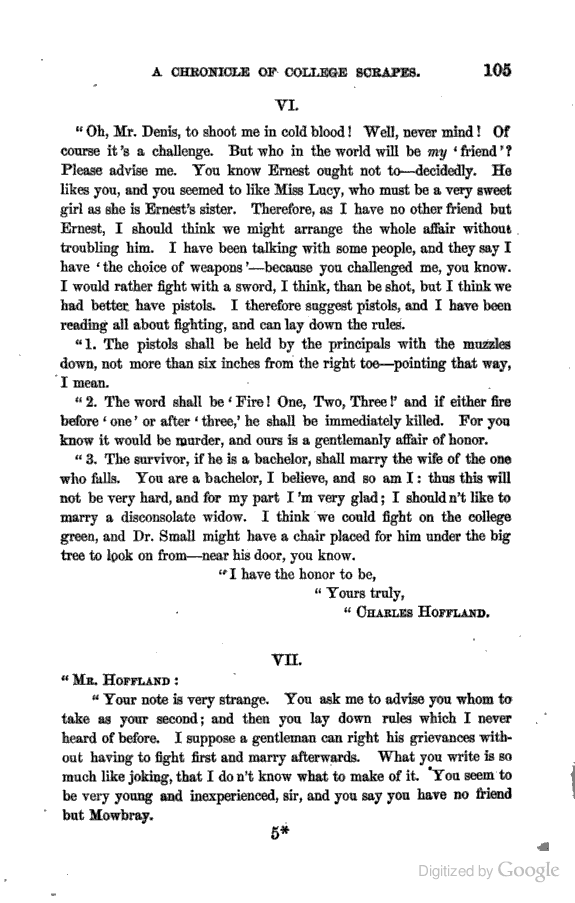 A CHRONICLE OF COLLEGE SCRAPES. 105
VI.
“Oh, Mr. Denis, to shoot me in cold blood! Well, never mind! Of
course it’s a challenge. But who in the world will be my ‘friend’?
Please advise me. You know Ernest ought not to—decidedly. He
likes you, and you seemed to like Miss Lucy, who must be a very sweet
girl as she is Ernest’s sister. Therefore, as I have no other friend but
Ernest, I should think we might arrange the whole affair without
troubling him. I have been talking with some people, and they say I
have ‘the choice of weapons’—because you challenged me, you know.
I would rather fight with a sword, I think, than be shot, but I think we
had better have pistols. I therefore suggest pistols, and I have been
reading all about fighting, and can lay down the rules.
“1. The pistols shall be held by the principals with the muzzles
down, not more than six inches from the right toe—pointing that way,
I mean.
“2. The word shall be ‘Fire! One, Two, Three!’ and if either fire
before ‘one’ or after ‘three,’ he shall be immediately killed. For you
know it would be murder, and ours is a gentlemanly affair of honor.
“3. The survivor, if he is a bachelor, shall marry the wife of the one
who falls. You are a bachelor, I believe, and so am I: thus this will
not be very hard, and for my part I’m very glad; I shouldn’t like to
marry a disconsolate widow. I think we could fight on the college
green, and Dr. Small might have a chair placed for him under the big
tree to look on from—near his door, you know.
“I have the honor to be,
“Yours truly,
“CHARLES HOFFLAND.
VII.
“MR. HOFFLAND:
“Your note is very strange. You ask me to advise you whom to
take as your second; and then you lay down rules which I never
heard of before. I suppose a gentleman can right his grievances with-
out having to fight first and marry afterwards. What you write is so
much like joking, that I don’t know what to make of it. You seem to
be very young and inexperienced, sir, and you say you have no friend
but Mowbray.
5*
Digitized by Google